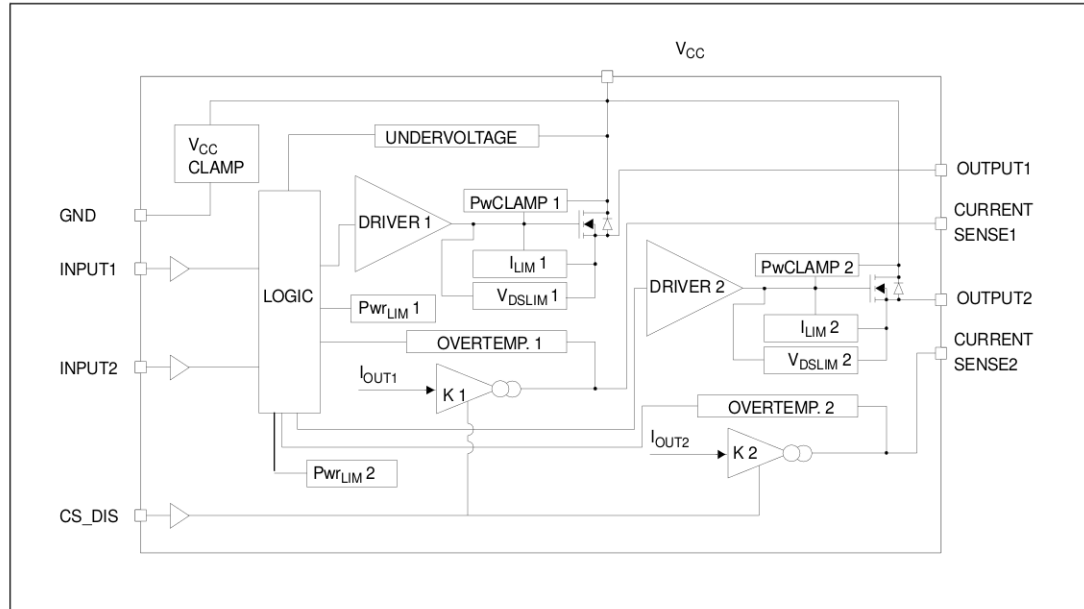 VCC
VCC
CLAMP
UNDERVOLTAGE
OUTPUT1
PwCLAMP 1
GND
DRIVER 1
CURRENT
SENSE1
INPUT1
ILIM 1
PwCLAMP 2
LOGIC
DRIVER 2
VDSLIM 1
OUTPUT2
PwrLIM 1
ILIM 2
OVERTEMP. 1
CURRENT
SENSE2
VDSLIM 2
INPUT2
IOUT1
K 1
OVERTEMP. 2
IOUT2
K 2
PwrLIM 2
CS_DIS